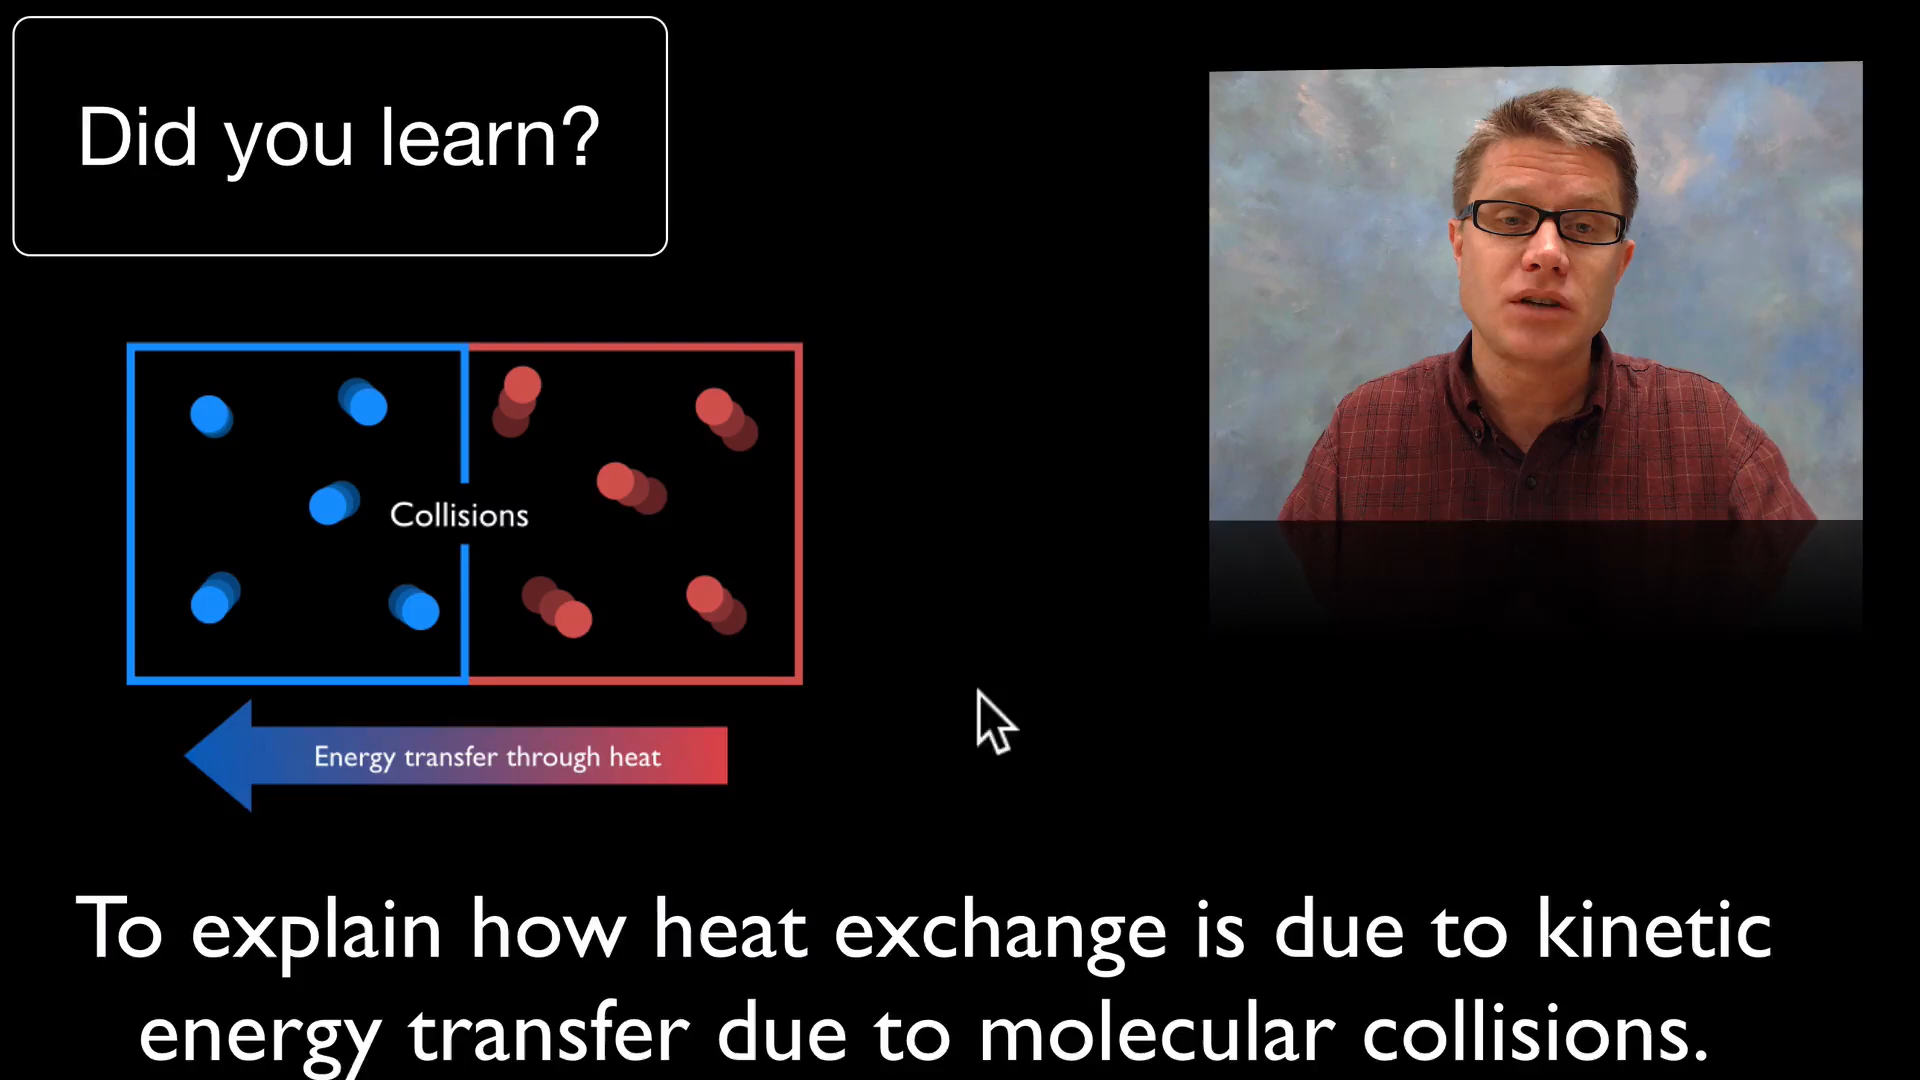 Did you learn?
Collisions
Energy transfer through heat
To explain how heat exchange is due to kinetic
energy transfer due to molecular collisions.